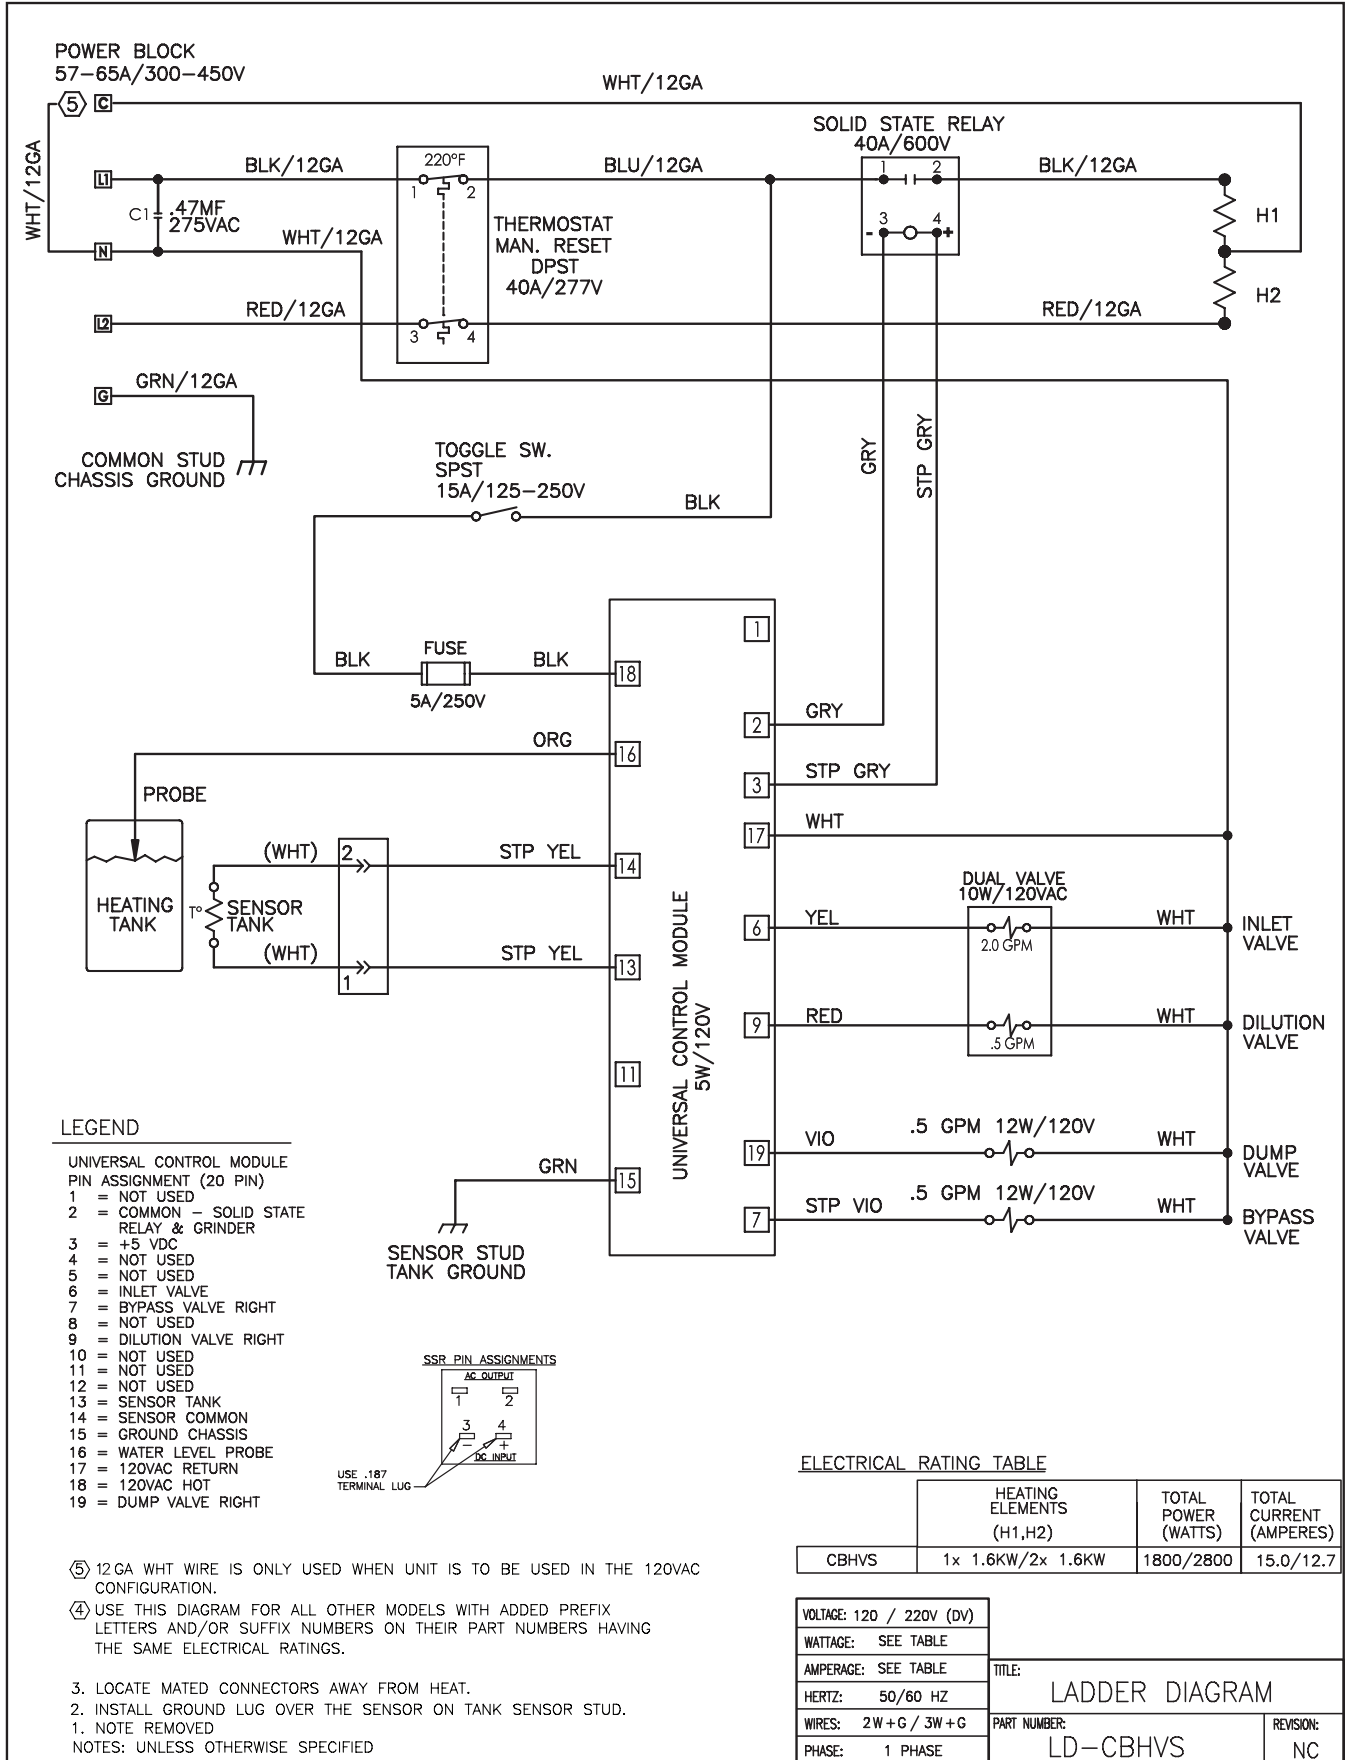 POWER BLOCK
57-65A/300-450V
5
C
WHT/12GA
WHT/12GA
SOLID STATE RELAY
40A/600V
1
2
L1
BLK/12GA
220°F
1
2
BLU/12GA
BLK/12GA
C1
.47MF
275VAC
H1
THERMOSTAT
MAN. RESET
DPST
40A/277V
3
4
-
+
N
WHT/12GA
H2
L2
RED/12GA
3
4
RED/12GA
G
GRN/12GA
COMMON STUD
CHASSIS GROUND
GRY
STP GRY
TOGGLE SW.
SPST
15A/125-250V
BLK
1
BLK
FUSE
BLK
5A/250V
18
2
GRY
ORG
16
3
STP GRY
PROBE
17
WHT
HEATING
TANK
T°
SENSOR
TANK
(WHT)
2
STP YEL
14
(WHT)
1
STP YEL
13
UNIVERSAL CONTROL MODULE
5W/120V
DUAL VALVE
10W/120VAC
6
YEL
2.0 GPM
WHT
INLET
VALVE
9
RED
.5 GPM
WHT
DILUTION
VALVE
11
19
VIO
.5 GPM 12W/120V
WHT
DUMP
VALVE
GRN
15
7
STP VIO
.5 GPM 12W/120V
WHT
BYPASS
VALVE
SENSOR STUD
TANK GROUND
LEGEND
UNIVERSAL CONTROL MODULE
PIN ASSIGNMENT (20 PIN)
1 = NOT USED
2 = COMMON - SOLID STATE
RELAY & GRINDER
3 = +5 VDC
4 = NOT USED
5 = NOT USED
6 = INLET VALVE
7 = BYPASS VALVE RIGHT
8 = NOT USED
9 = DILUTION VALVE RIGHT
10 = NOT USED
11 = NOT USED
12 = NOT USED
13 = SENSOR TANK
14 = SENSOR COMMON
15 = GROUND CHASSIS
16 = WATER LEVEL PROBE
17 = 120VAC RETURN
18 = 120VAC HOT
19 = DUMP VALVE RIGHT
SSR PIN ASSIGNMENTS
AC OUTPUT
1
2
3
4
-
+
DC INPUT
USE .187
TERMINAL LUG
5 12 GA WHT WIRE IS ONLY USED WHEN UNIT IS TO BE USED IN THE 120VAC
CONFIGURATION.
4 USE THIS DIAGRAM FOR ALL OTHER MODELS WITH ADDED PREFIX
LETTERS AND/OR SUFFIX NUMBERS ON THEIR PART NUMBERS HAVING
THE SAME ELECTRICAL RATINGS.
3. LOCATE MATED CONNECTORS AWAY FROM HEAT.
2. INSTALL GROUND LUG OVER THE SENSOR ON TANK SENSOR STUD.
1. NOTE REMOVED
NOTES: UNLESS OTHERWISE SPECIFIED
ELECTRICAL RATING TABLE
HEATING
ELEMENTS
(H1,H2)
TOTAL
POWER
(WATTS)
TOTAL
CURRENT
(AMPERES)
CBHVS 1x 1.6KW/2x 1.6KW 1800/2800 15.0/12.7
VOLTAGE: 120 / 220V (DV)
WATTAGE: SEE TABLE
AMPERAGE: SEE TABLE
HERTZ: 50/60 HZ
WIRES: 2W+G / 3W+G
PHASE: 1 PHASE
TITLE:
LADDER DIAGRAM
PART NUMBER:
LD-CBHVS
REVISION:
NC